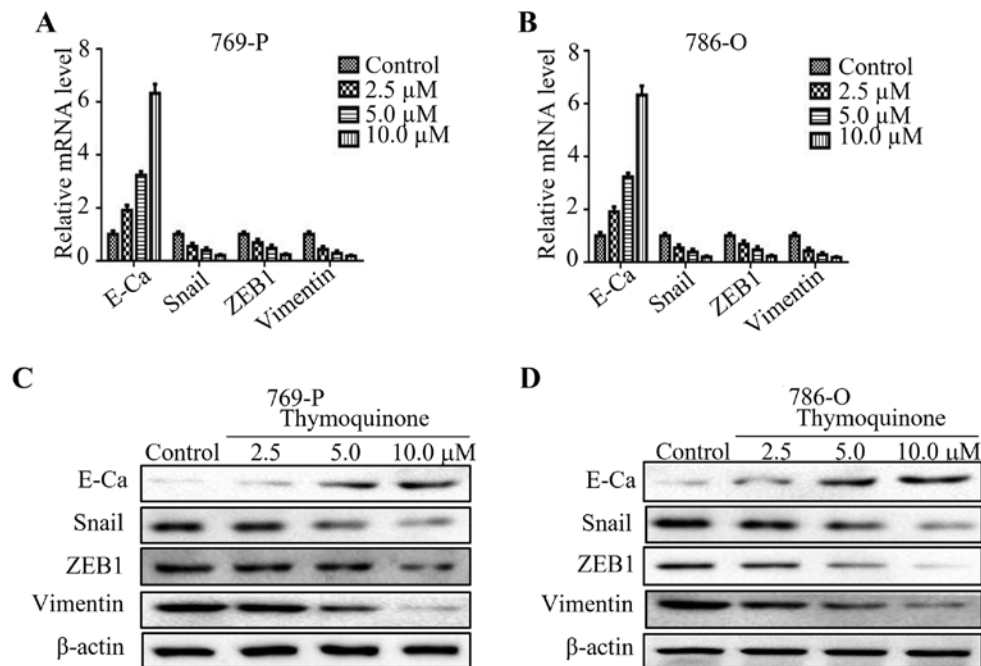 A
769-P
Relative mRNA level
8
6
4
2
0
Control
2.5 µM
5.0 µM
10.0 µM
E-Ca
Snail
ZEB1
Vimentin
B
786-O
Relative mRNA level
8
6
4
2
0
Control
2.5 µM
5.0 µM
10.0 µM
E-Ca
Snail
ZEB1
Vimentin
C
769-P
Thymoquinone
Control 2.5 5.0 10.0 µM
E-Ca
Snail
ZEB1
Vimentin
β-actin
D
786-O
Thymoquinone
Control 2.5 5.0 10.0 µM
E-Ca
Snail
ZEB1
Vimentin
β-actin